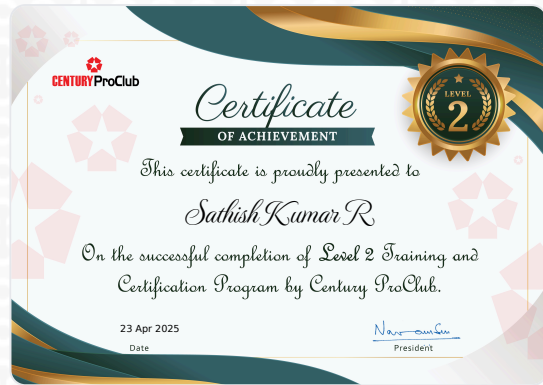 CENTURY ProClub
LEVEL
2
Certificate
OF ACHIEVEMENT
This certificate is proudly presented to
Sathish Kumar R
On the successful completion of Level 2 Training and
Certification Program by Century ProClub.
23 Apr 2025
Date
President